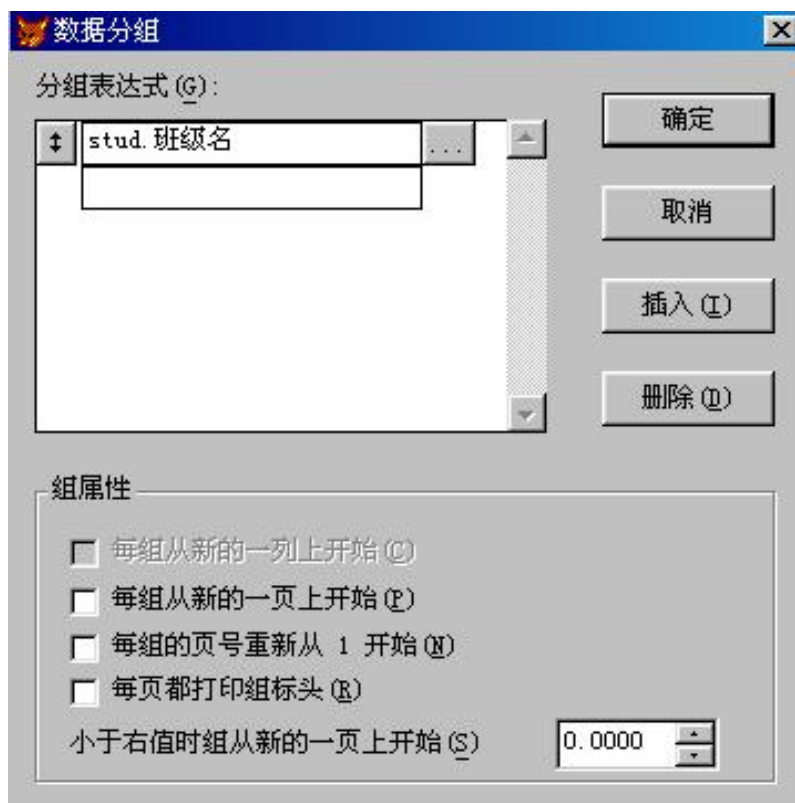 数据分组
分组表达式(G):
stud.班级名
...
确定
取消
插入(I)
删除(D)
组属性
每组从新的一列上开始(C)
每组从新的一页上开始(P)
每组的页号重新从 1 开始(N)
每页都打印组标头(R)
小于右值时组从新的一页上开始(S)
0.0000